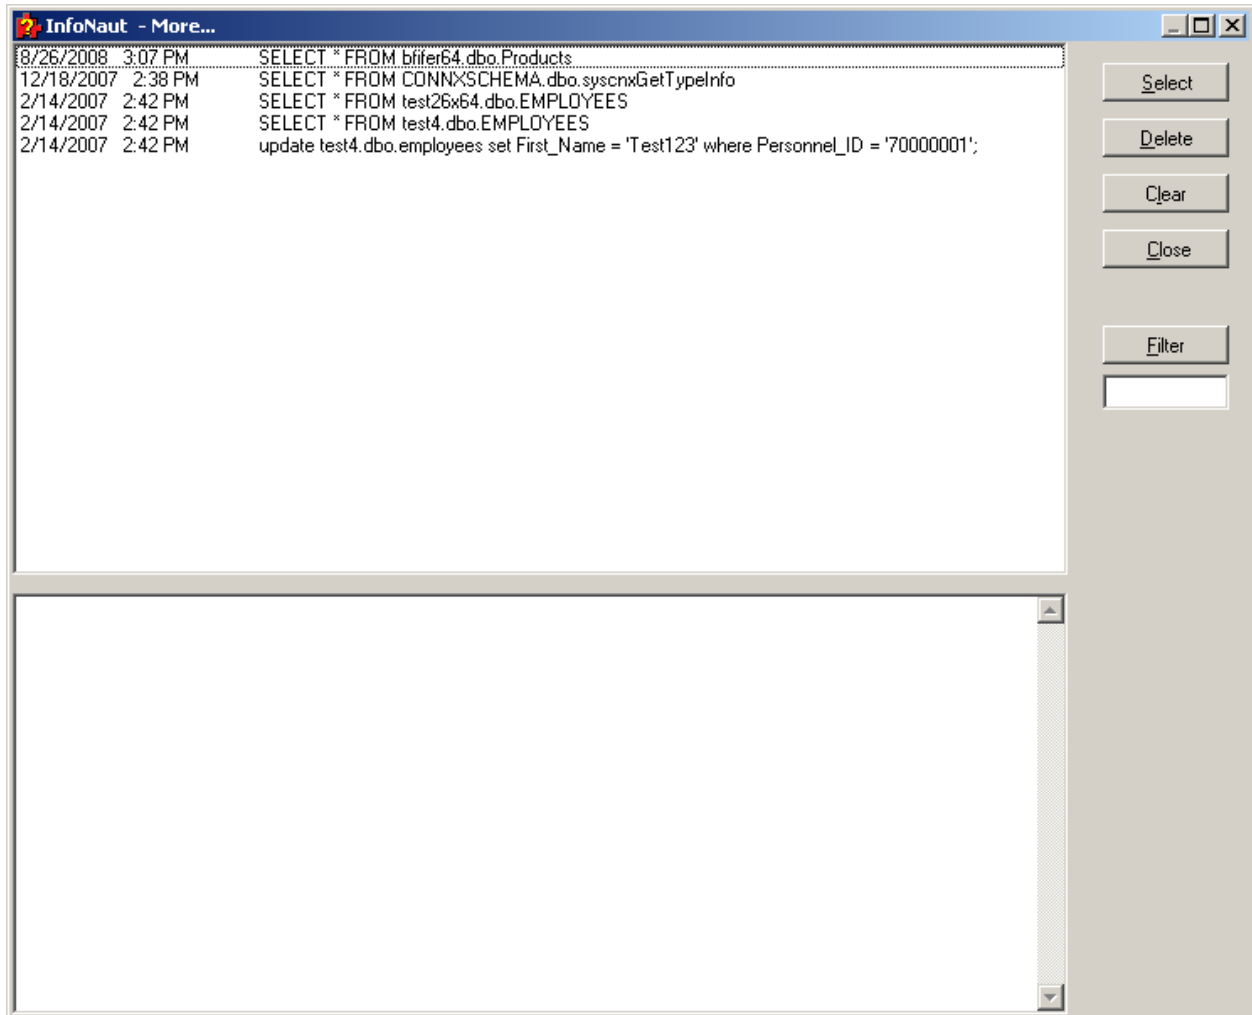 InfoNaut - More...
8/26/2008 3:07 PM SELECT * FROM bfifer64.dbo.Products
12/18/2007 2:38 PM SELECT * FROM CONNXSCHEMA.dbo.syscnxGetTypeInfo
2/14/2007 2:42 PM SELECT * FROM test26x64.dbo.EMPLOYEES
2/14/2007 2:42 PM SELECT * FROM test4.dbo.EMPLOYEES
2/14/2007 2:42 PM update test4.dbo.employees set First_Name = 'Test123' where Personnel_ID = '70000001';
Select
Delete
Clear
Close
Filter